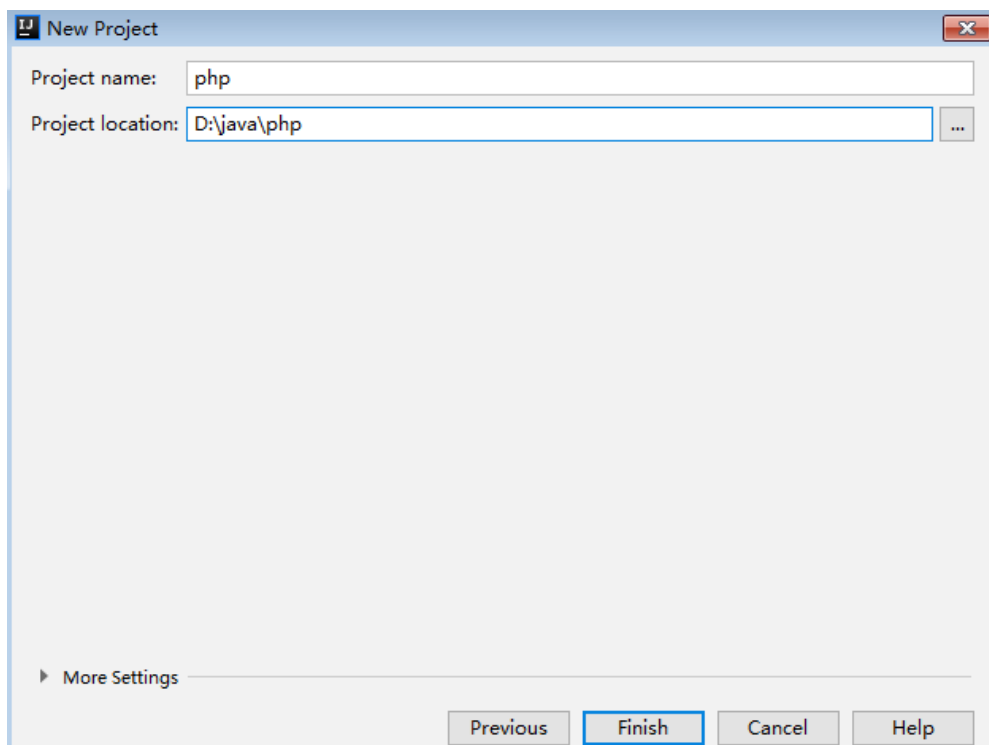 IJ New Project
Project name: php
Project location: D:\java\php ...
More Settings
Previous Finish Cancel Help